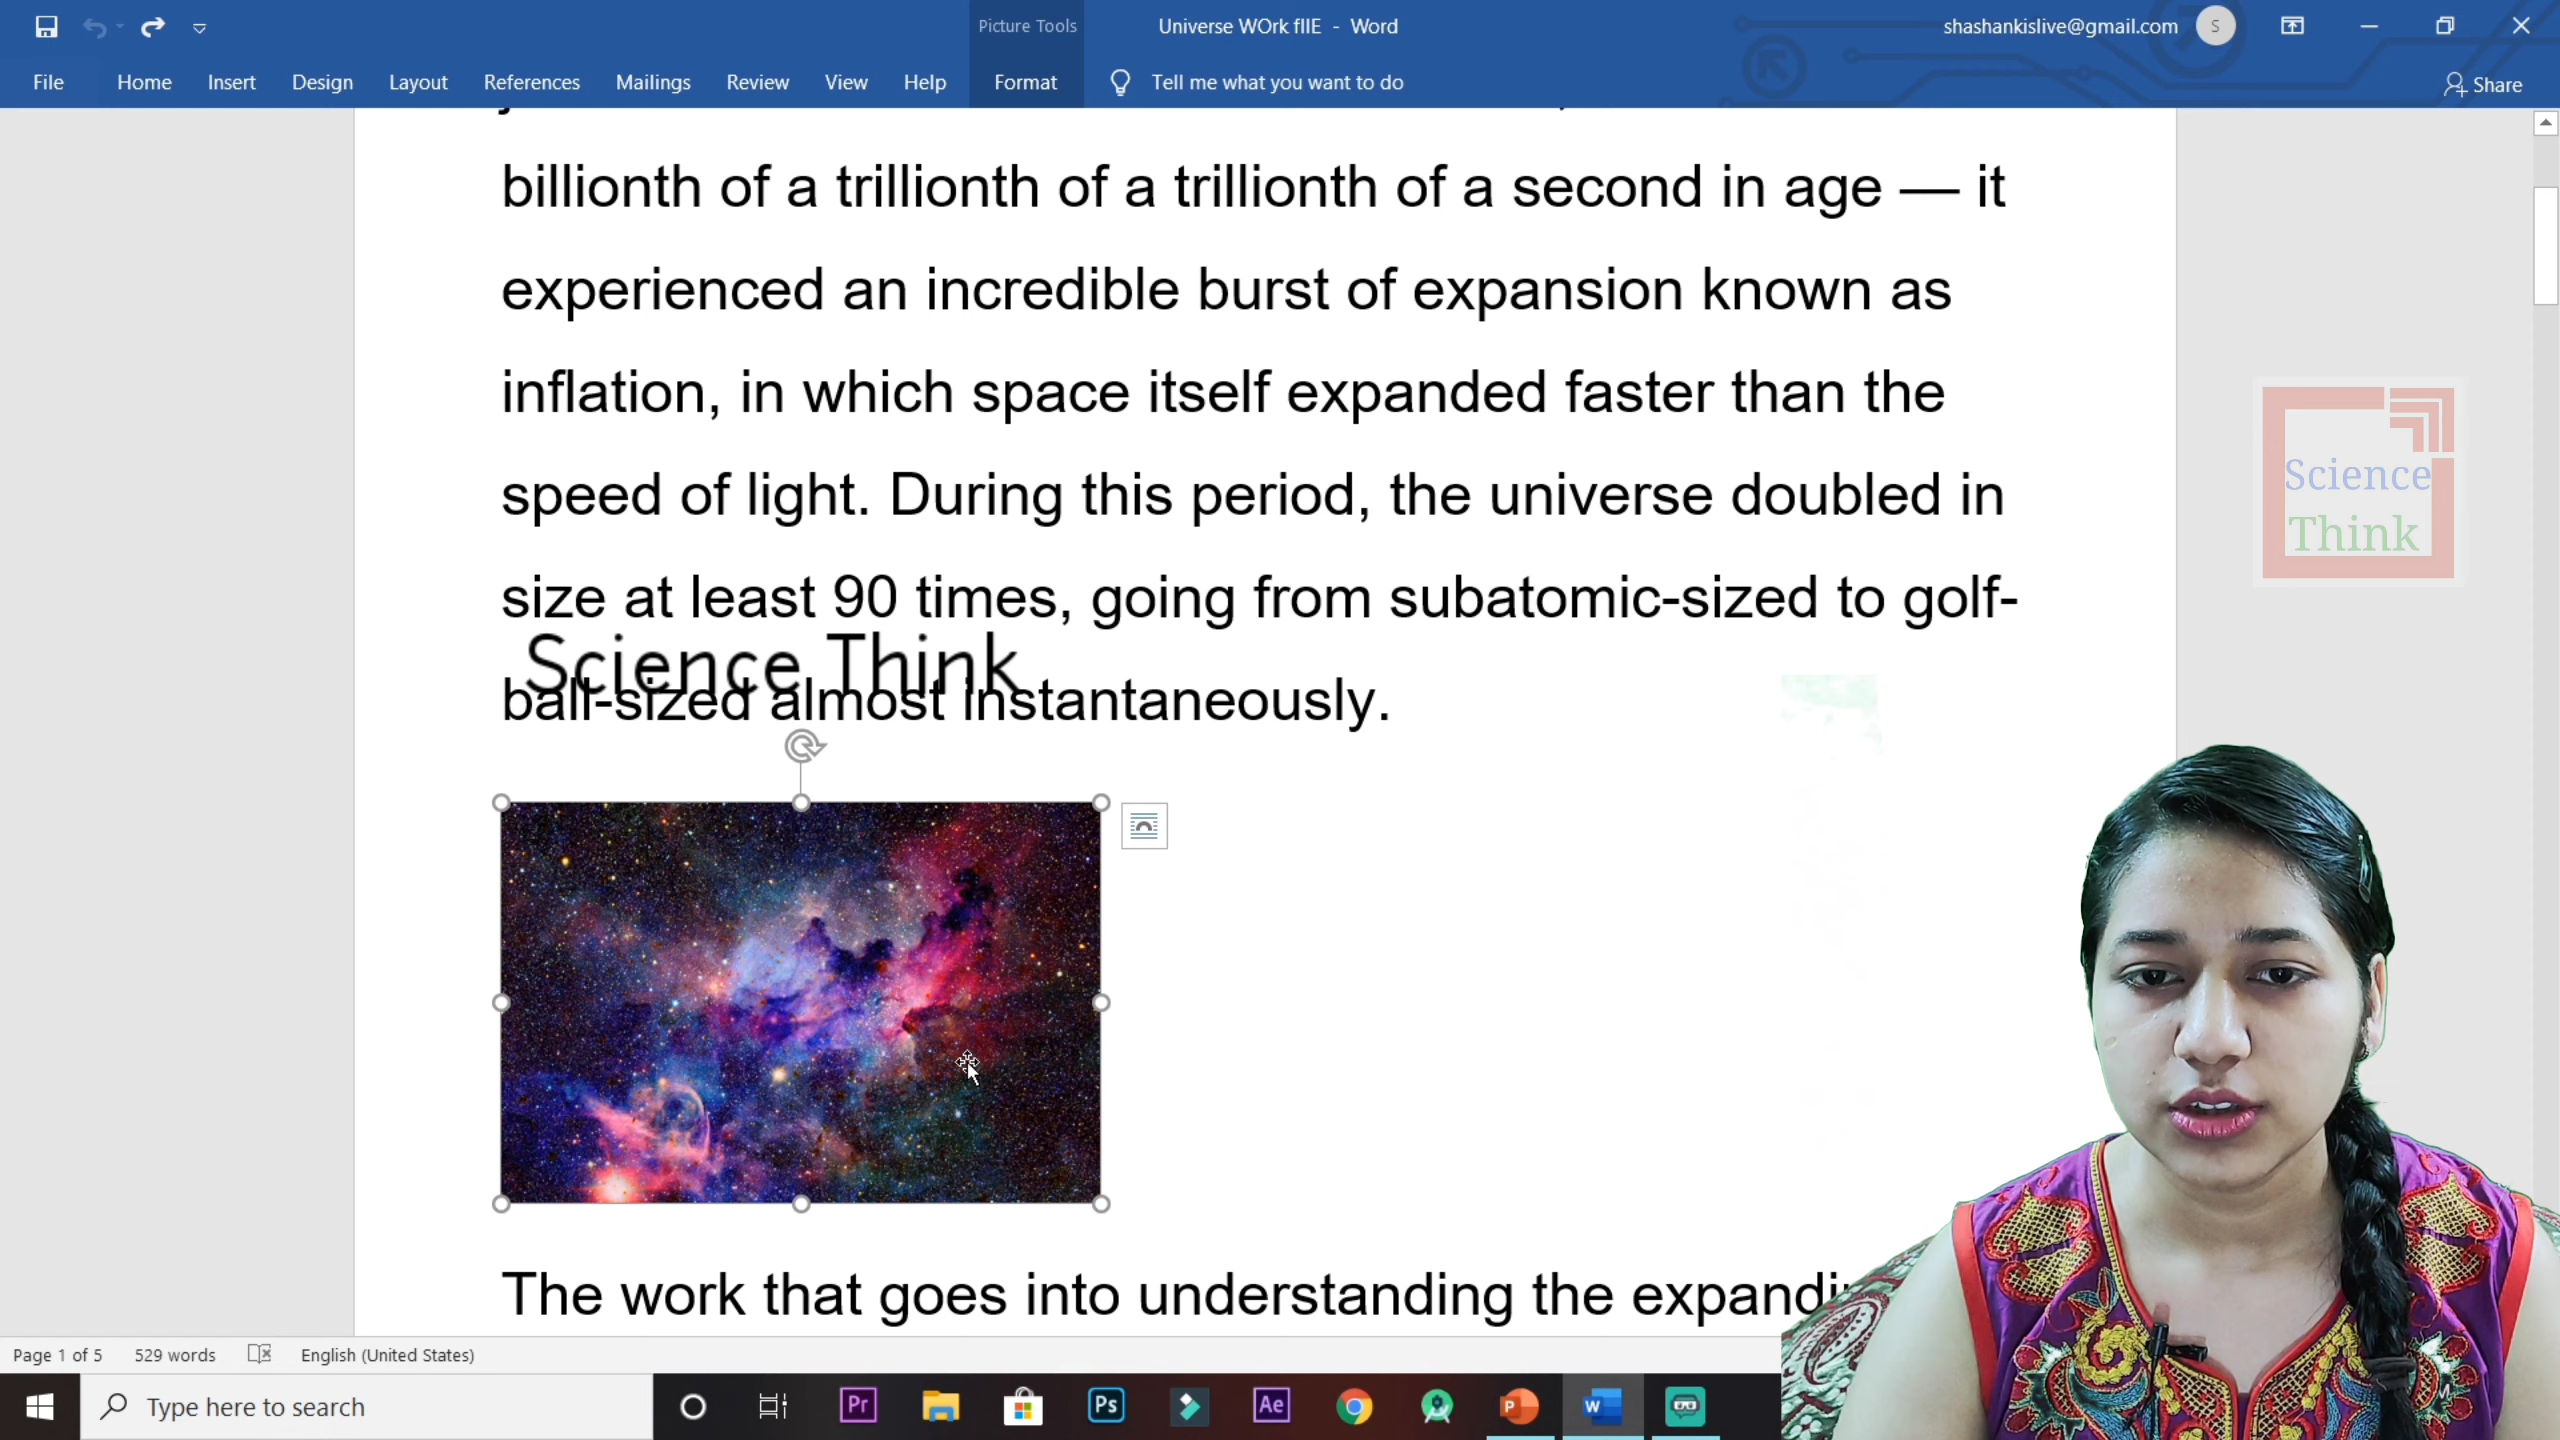 Picture Tools
Universe WOrk fIIE - Word
shashankislive@gmail.com
S
File Home Insert Design Layout References Mailings Review View Help Format Tell me what you want to do Share
billionth of a trillionth of a trillionth of a second in age — it
experienced an incredible burst of expansion known as
inflation, in which space itself expanded faster than the
speed of light. During this period, the universe doubled in
size at least 90 times, going from subatomic-sized to golf-
ball-sized almost instantaneously.
Science Think
Science
Think
The work that goes into understanding the
Page 1 of 5 529 words English (United States)
Type here to search
Pr
Ps
Ae
P
W